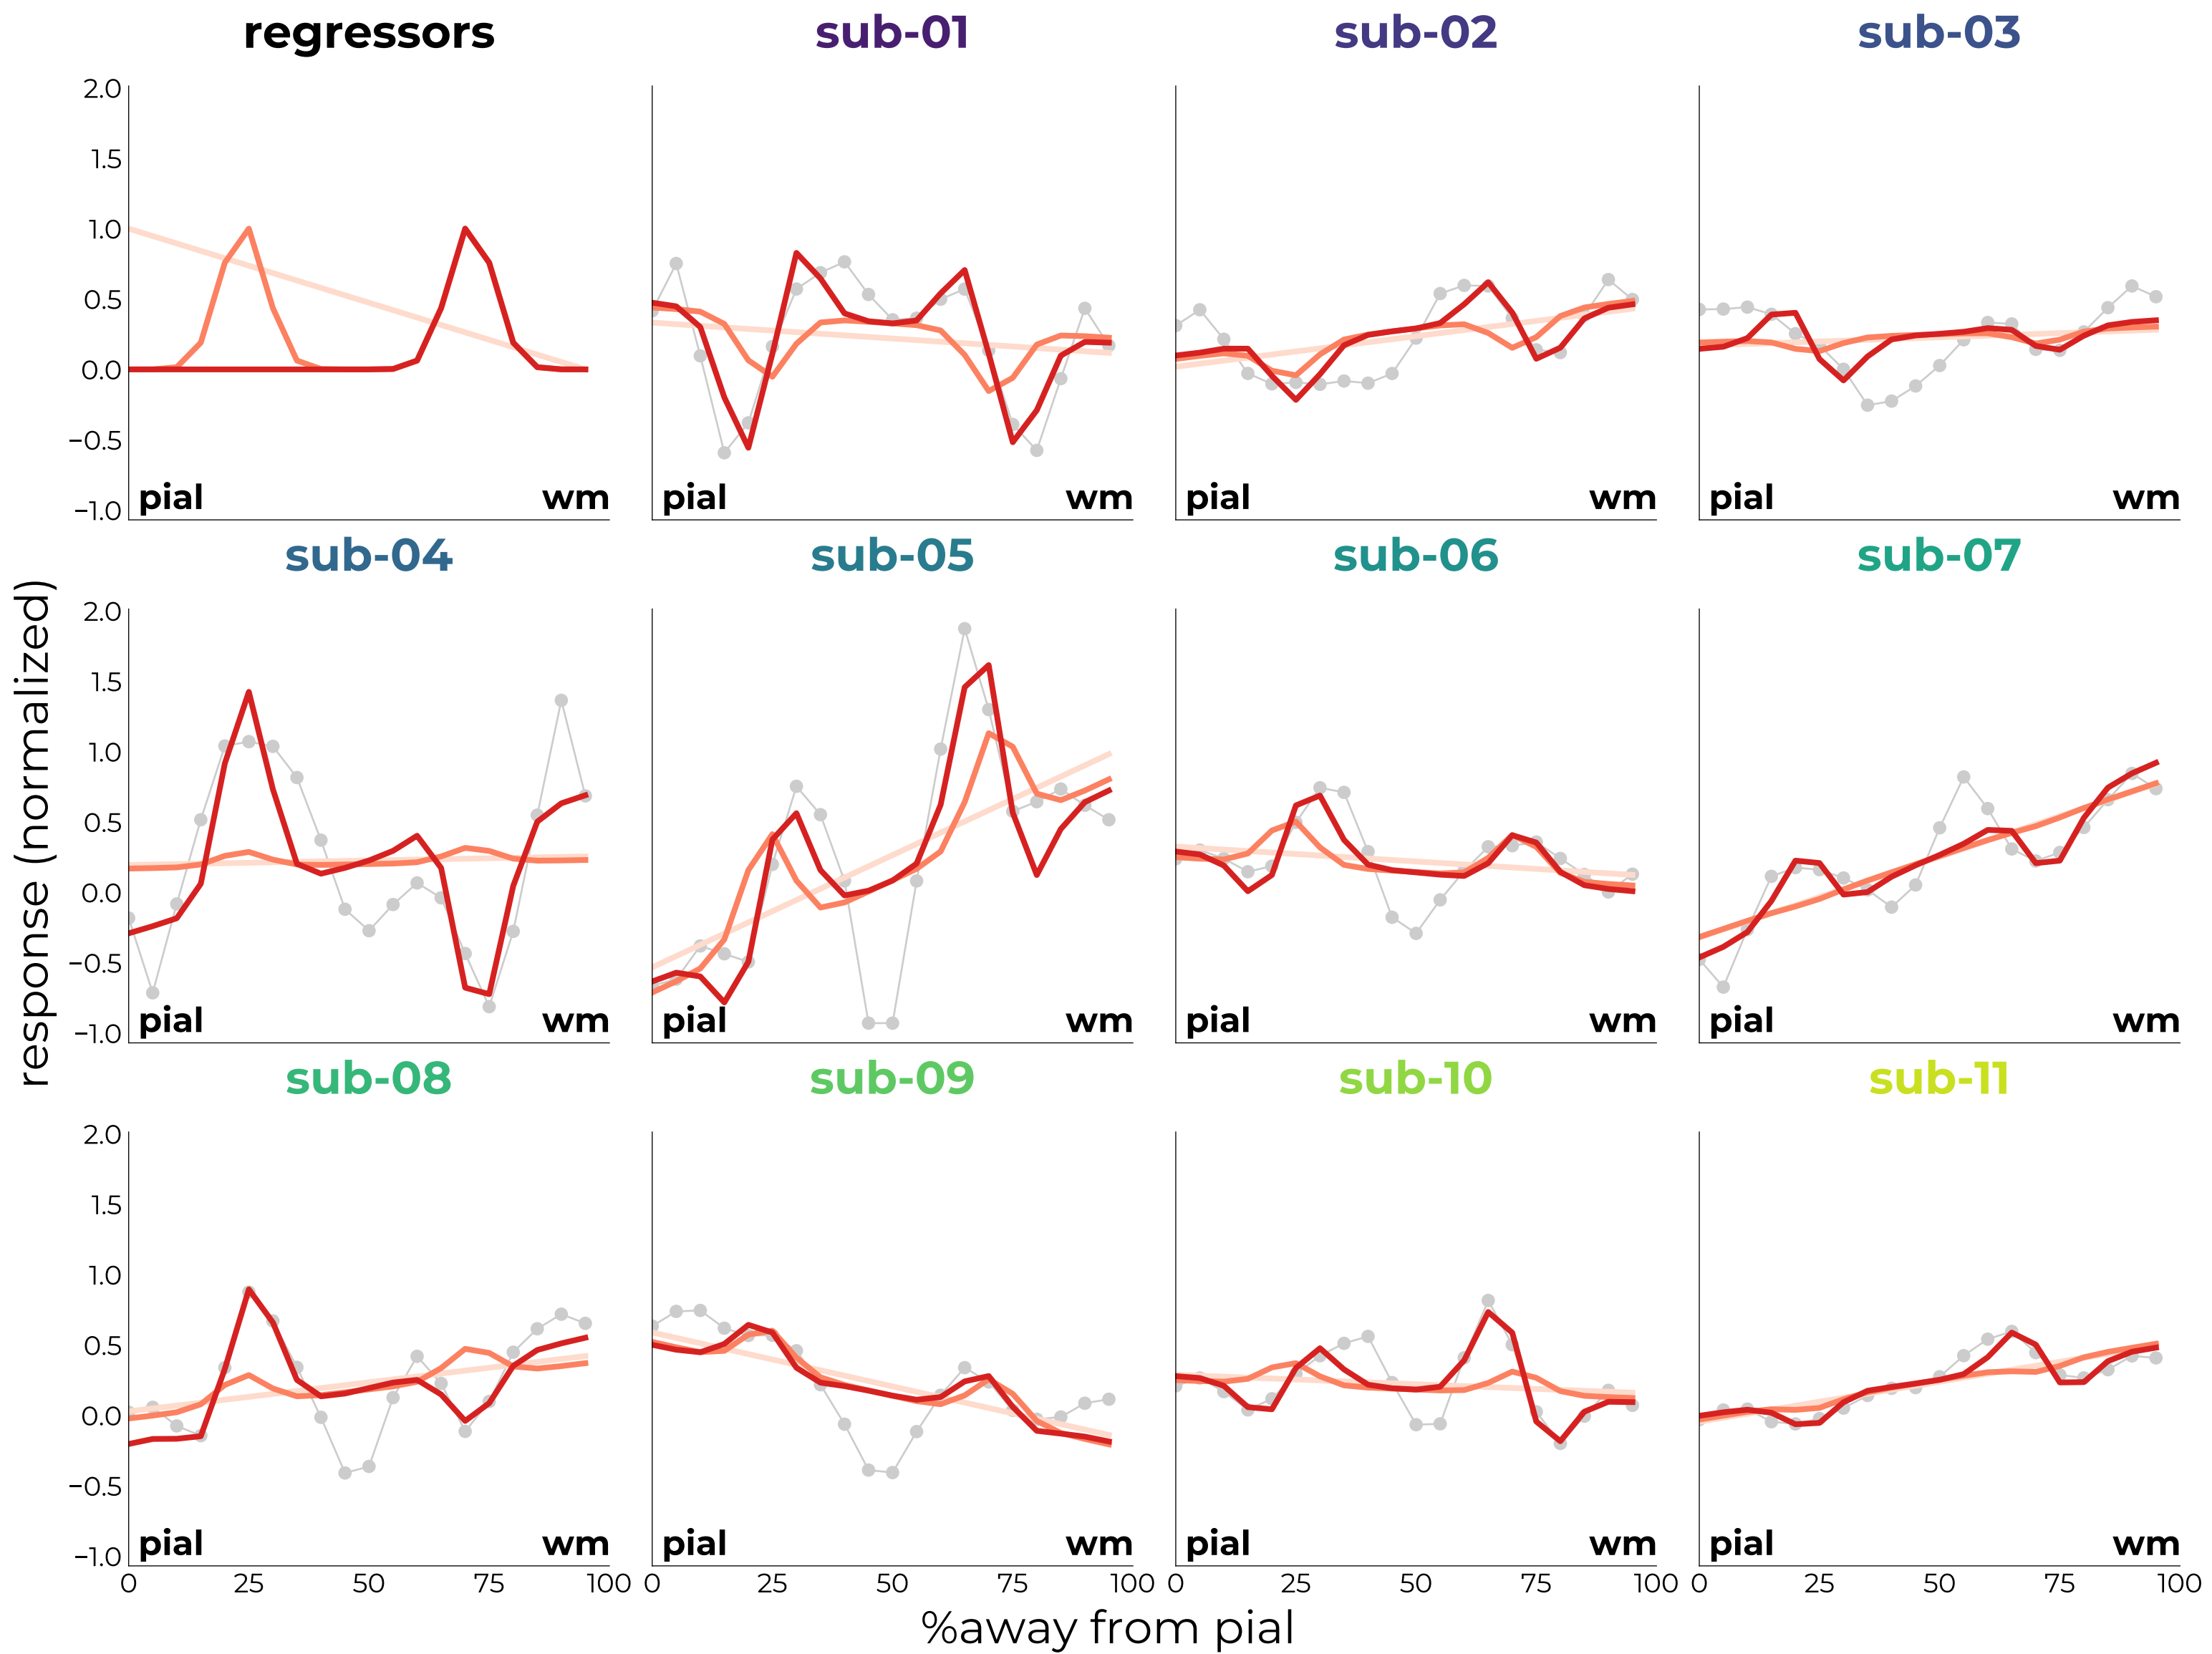 regressors
sub-01
sub-02
sub-03
2.0
1.5
1.0
0.5
0.0
−0.5
−1.0
pial
wm
pial
wm
pial
wm
pial
wm
sub-04
sub-05
sub-06
sub-07
response (normalized)
2.0
1.5
1.0
0.5
0.0
−0.5
−1.0
pial
wm
pial
wm
pial
wm
pial
wm
sub-08
sub-09
sub-10
sub-11
2.0
1.5
1.0
0.5
0.0
−0.5
−1.0
pial
wm
pial
wm
pial
wm
pial
wm
0 25 50 75 100
0 25 50 75 100
0 25 50 75 100
0 25 50 75 100
%away from pial